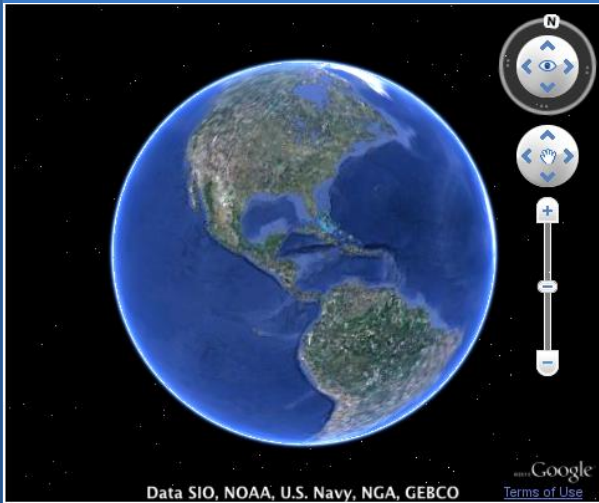 N
Google
Data SIO, NOAA, U.S. Navy, NGA, GEBCO
Terms of Use